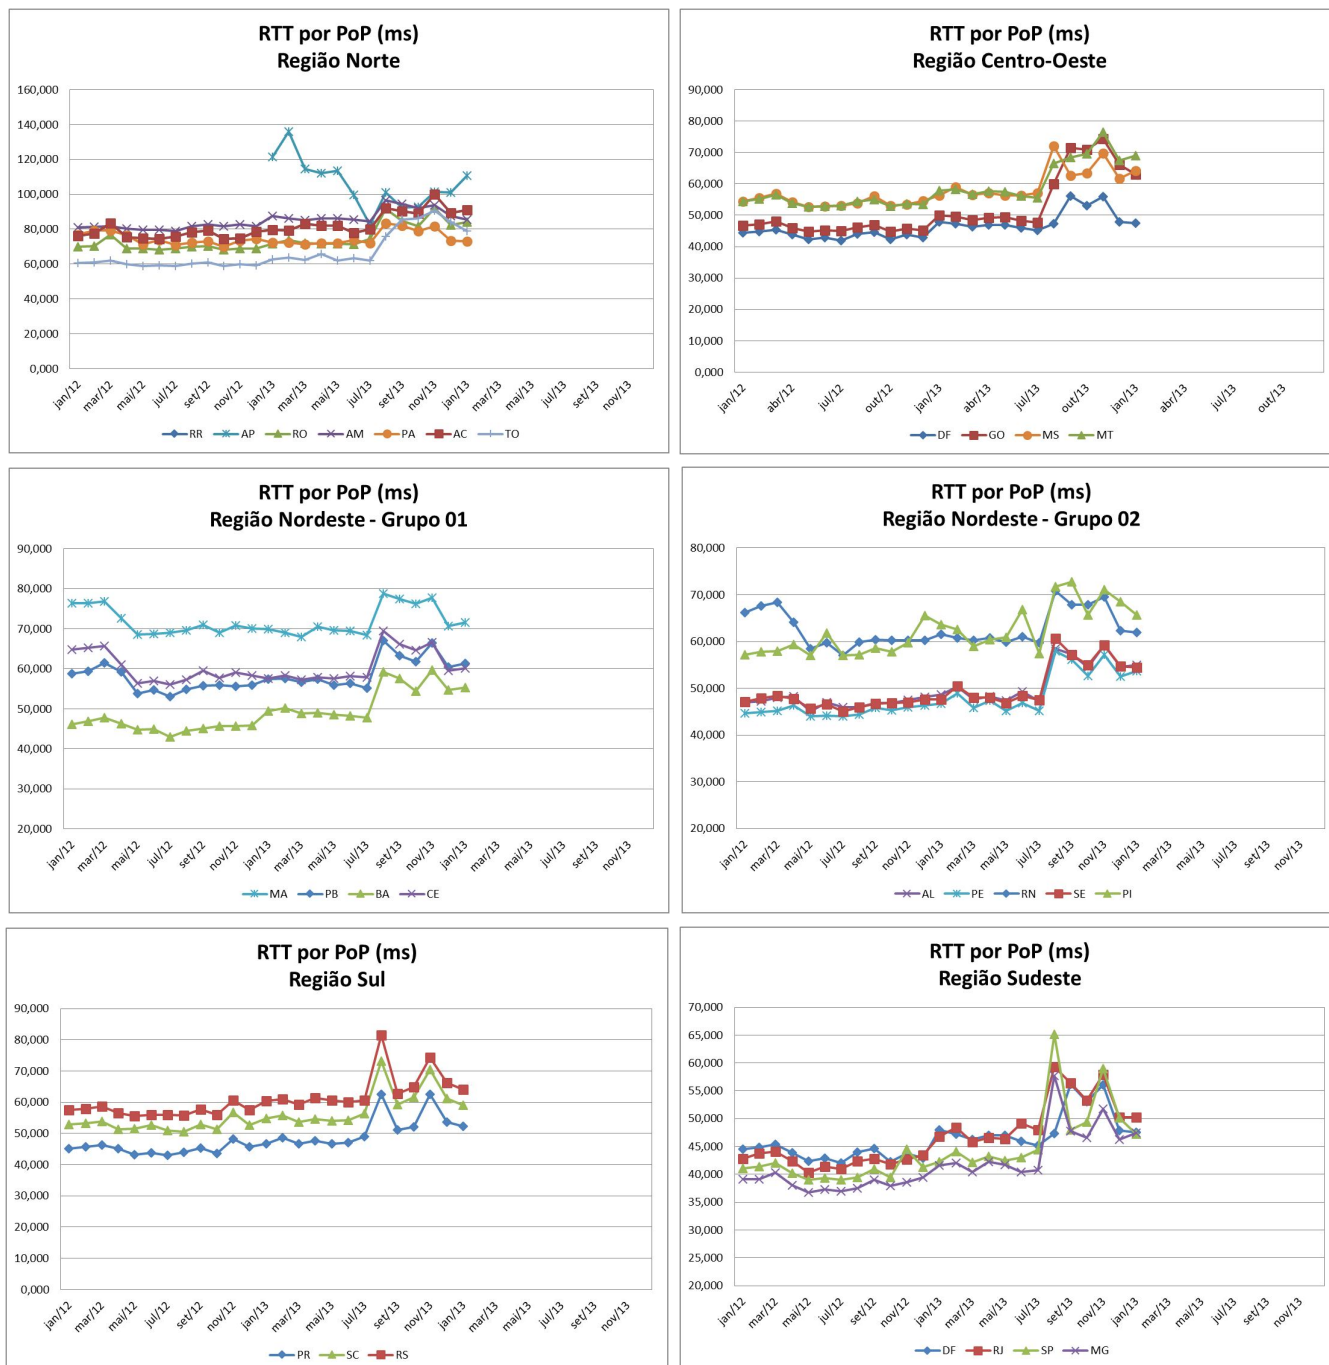 RTT por PoP (ms)
Região Norte
160,000
140,000
120,000
100,000
80,000
60,000
40,000
20,000
0,000
jan/12 mar/12 mai/12 jul/12 set/12 nov/12 jan/13 mar/13 mai/13 jul/13 set/13 nov/13 jan/13 mar/13 mai/13 jul/13 set/13 nov/13
RR AP RO AM PA AC TO
RTT por PoP (ms)
Região Centro-Oeste
90,000
80,000
70,000
60,000
50,000
40,000
30,000
20,000
10,000
0,000
jan/12 abr/12 jul/12 out/12 jan/13 abr/13 jul/13 out/13 jan/13 abr/13 jul/13 out/13
DF GO MS MT
RTT por PoP (ms)
Região Nordeste - Grupo 01
90,000
80,000
70,000
60,000
50,000
40,000
30,000
20,000
jan/12 mar/12 mai/12 jul/12 set/12 nov/12 jan/13 mar/13 mai/13 jul/13 set/13 nov/13 jan/13 mar/13 mai/13 jul/13 set/13 nov/13
MA PB BA CE
RTT por PoP (ms)
Região Nordeste - Grupo 02
80,000
70,000
60,000
50,000
40,000
30,000
20,000
jan/12 mar/12 mai/12 jul/12 set/12 nov/12 jan/13 mar/13 mai/13 jul/13 set/13 nov/13 jan/13 mar/13 mai/13 jul/13 set/13 nov/13
AL PE RN SE PI
RTT por PoP (ms)
Região Sul
90,000
80,000
70,000
60,000
50,000
40,000
30,000
20,000
10,000
0,000
jan/12 mar/12 mai/12 jul/12 set/12 nov/12 jan/13 mar/13 mai/13 jul/13 set/13 nov/13 jan/13 mar/13 mai/13 jul/13 set/13 nov/13
PR SC RS
RTT por PoP (ms)
Região Sudeste
70,000
65,000
60,000
55,000
50,000
45,000
40,000
35,000
30,000
25,000
20,000
jan/12 mar/12 mai/12 jul/12 set/12 nov/12 jan/13 mar/13 mai/13 jul/13 set/13 nov/13 jan/13 mar/13 mai/13 jul/13 set/13 nov/13
DF RJ SP MG